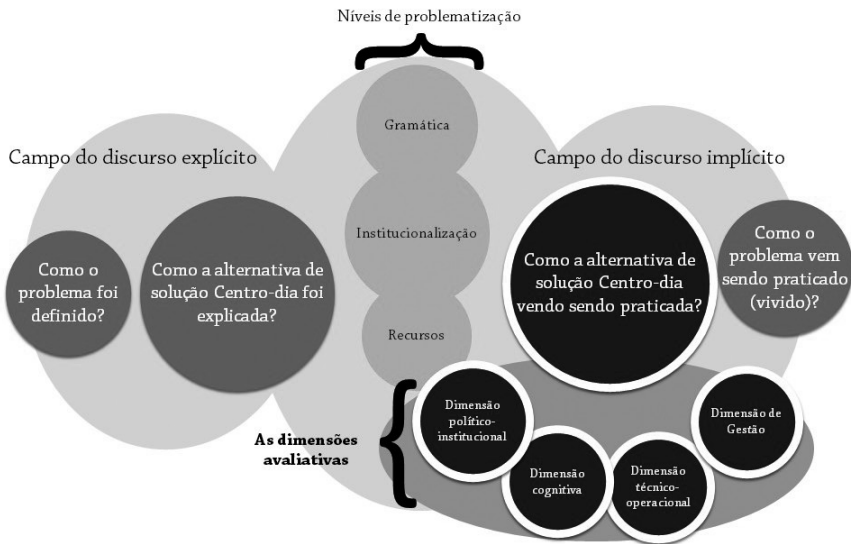 Níveis de problematização
Gramática
Institucionalização
Recursos
Campo do discurso explícito
Como o
problema foi
definido?
Como a alternativa de
solução Centro-dia foi
explicada?
Campo do discurso implícito
Como a alternativa de
solução Centro-dia
vendo sendo praticada?
Como o
problema vem
sendo praticado
(vivido)?
As dimensões
avaliativas
Dimensão
político-
institucional
Dimensão
cognitiva
Dimensão
técnico-
operacional
Dimensão de
Gestão